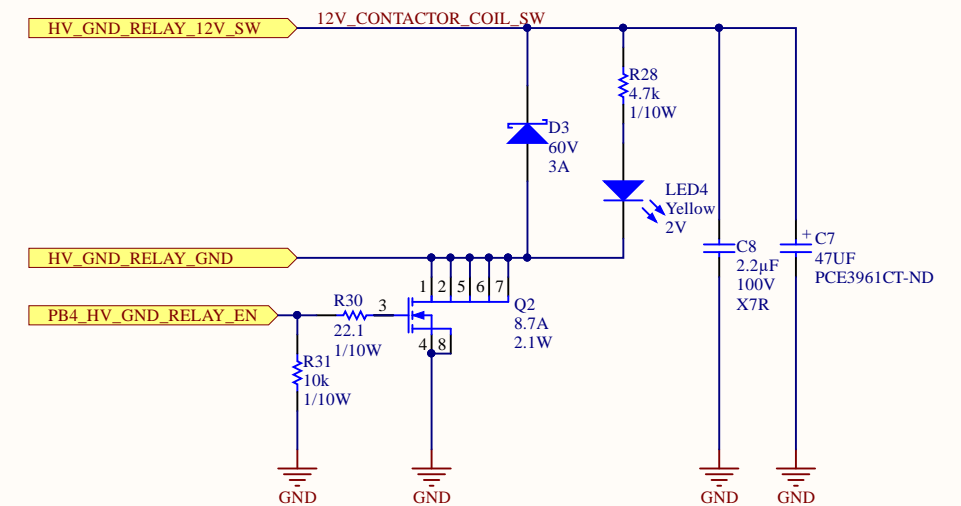 12V_CONTACTOR_COIL_SW
HV_GND_RELAY_12V_SW
R28
4.7k
1/10W
D3
60V
3A
LED4
Yellow
2V
C8
2.2µF
100V
X7R
+
C7
47UF
PCE3961CT-ND
HV_GND_RELAY_GND
1 2 5 6 7
Q2
8.7A
2.1W
PB4_HV_GND_RELAY_EN
R30
22.1
1/10W
3
4 8
R31
10k
1/10W
GND
GND
GND
GND